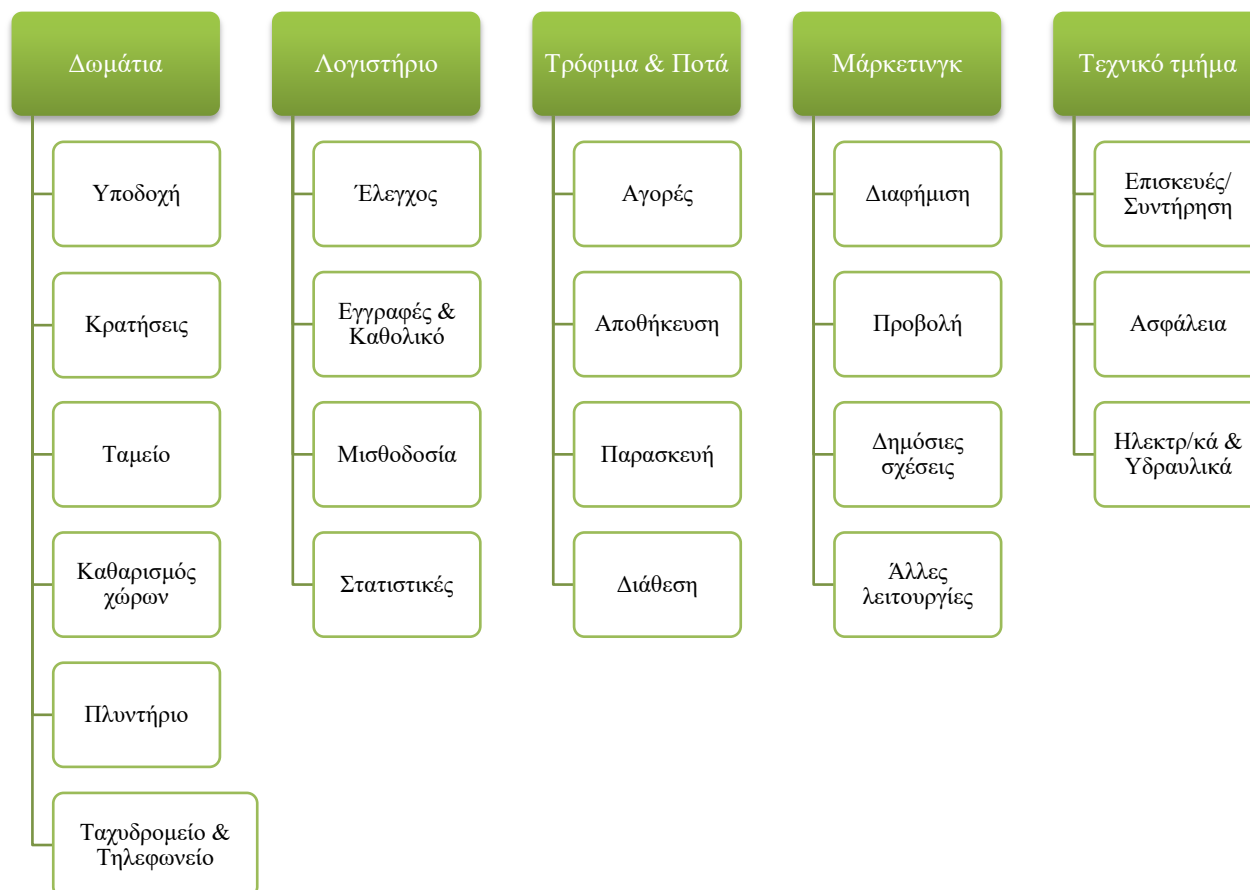 Δωμάτια
Υποδοχή
Κρατήσεις
Ταμείο
Καθαρισμός
χώρων
Πλυντήριο
Ταχυδρομείο &
Τηλεφωνείο
Λογιστήριο
Έλεγχος
Εγγραφές &
Καθολικό
Μισθοδοσία
Στατιστικές
Τρόφιμα & Ποτά
Αγορές
Αποθήκευση
Παρασκευή
Διάθεση
Μάρκετινγκ
Διαφήμιση
Προβολή
Δημόσιες
σχέσεις
Άλλες
λειτουργίες
Τεχνικό τμήμα
Επισκευές/
Συντήρηση
Ασφάλεια
Ηλεκτρ/κά &
Υδραυλικά